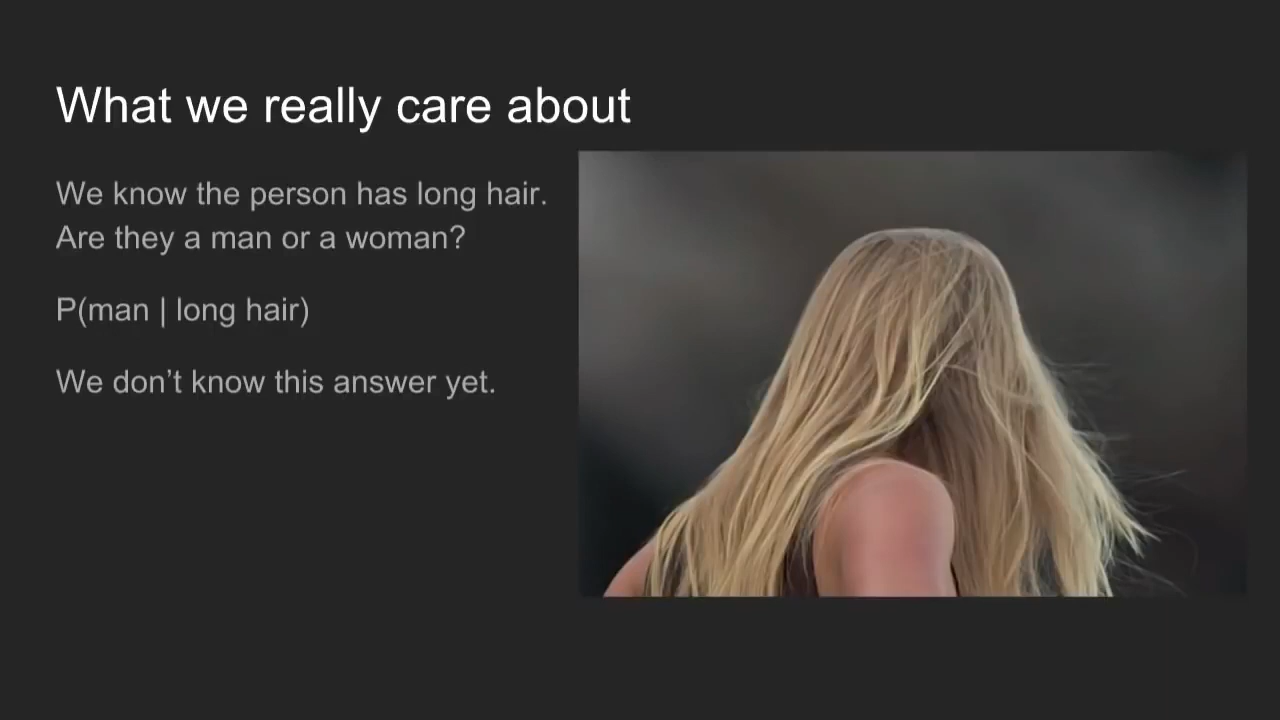 What we really care about
We know the person has long hair.
Are they a man or a woman?
P(man | long hair)
We don’t know this answer yet.